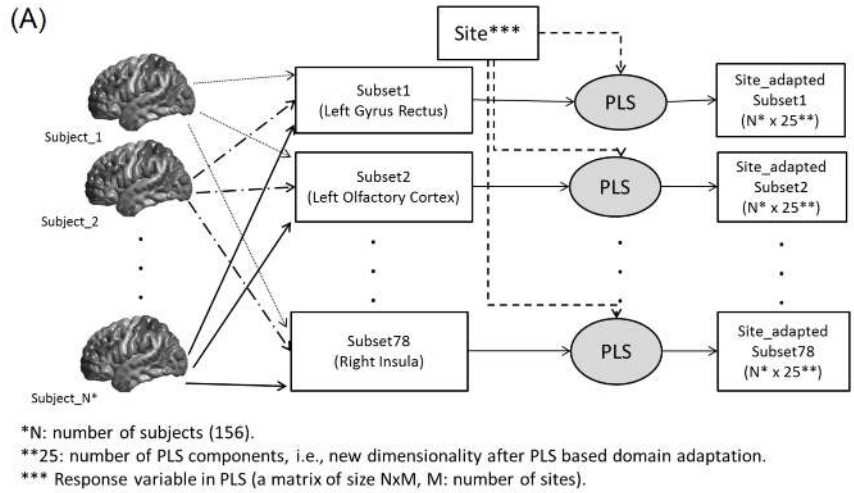 (A)
Site***
Subject_1
Subject_2
Subject_N*
Subset1
(Left Gyrus Rectus)
PLS
Site_adapted
Subset1
(N* x 25**)
Subset2
(Left Olfactory Cortex)
PLS
Site_adapted
Subset2
(N* x 25**)
Subset78
(Right Insula)
PLS
Site_adapted
Subset78
(N* x 25**)
*N: number of subjects (156).
**25: number of PLS components, i.e., new dimensionality after PLS based domain adaptation.
*** Response variable in PLS (a matrix of size NxM, M: number of sites).